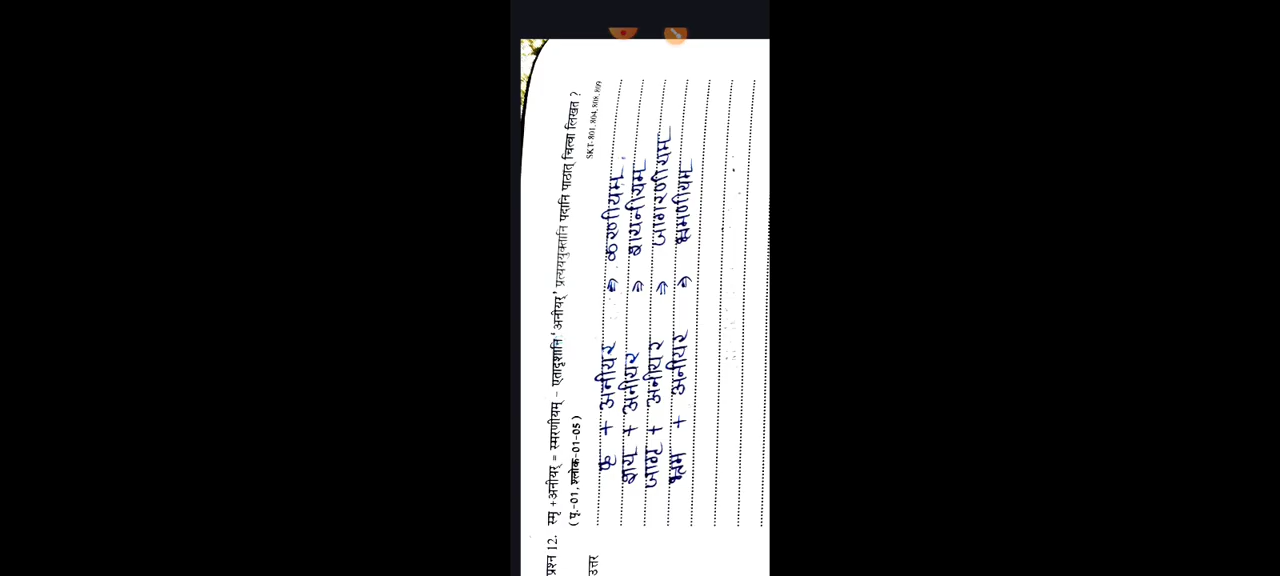 प्रश्न 12. स्मृ +अनीयर् = स्मरणीयम् – एतादृशानि ' अनीयर् ' प्रत्ययुक्तानि पदानि पाठात् चित्वा लिखत ?
( पृ.-01, श्लोक-01-05 )
SKT-801, 804, 808, 809
उत्तर
कृ + अनीयर ⇒ करणीयम्
शय + अनीयर ⇒ शयनीयम्
जागृ + अनीयर ⇒ जागरणीयम्
भ्रम + अनीयर ⇒ भ्रमणीयम्